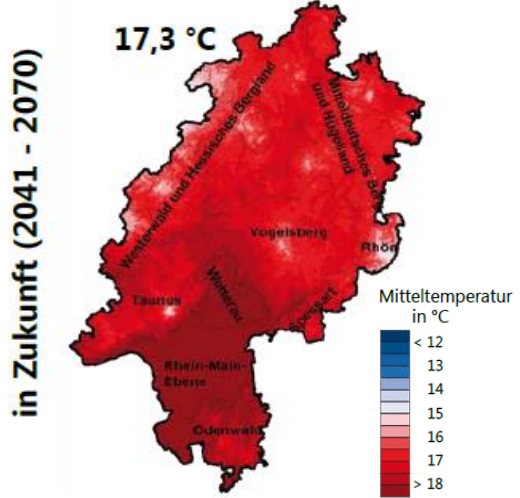 17,3 °C
in Zukunft (2041 - 2070)
Westerwald und Hessisches Bergland
Mitteldeutsches Berg
und Hügelland
Vogelsberg
Rhön
Wetterau
Taunus
Spessart
Rhein-Main-
Ebene
Odenwald
Mitteltemperatur
in °C
< 12
13
14
15
16
17
> 18